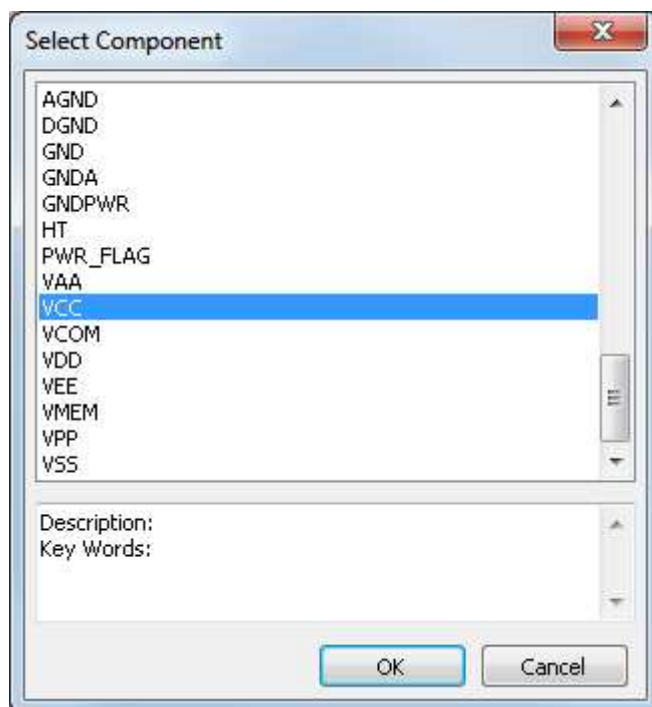 Select Component
AGND
DGND
GND
GNDA
GNDPWR
HT
PWR_FLAG
VAA
VCC
VCOM
VDD
VEE
VMEM
VPP
VSS
Description:
Key Words:
OK Cancel